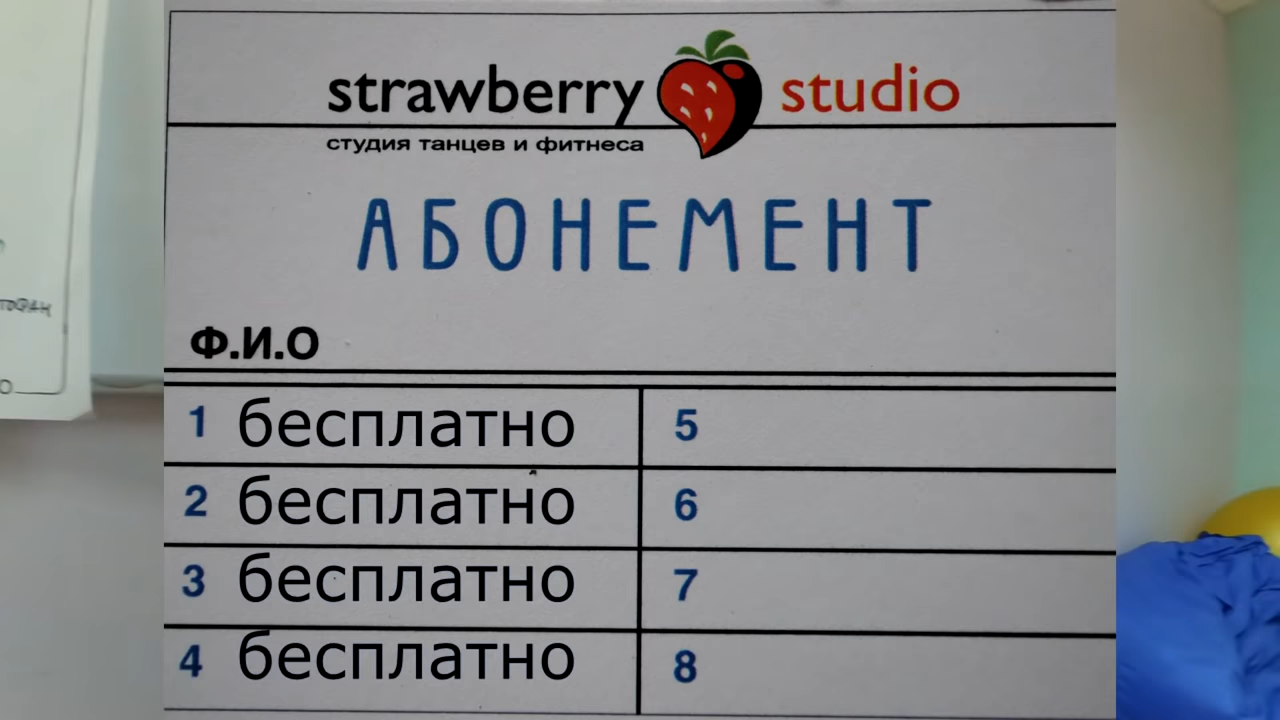 strawberry studio
студия танцев и фитнеса
АБОНЕМЕНТ
Ф.И.О
1 бесплатно 5
2 бесплатно 6
3 бесплатно 7
4 бесплатно 8